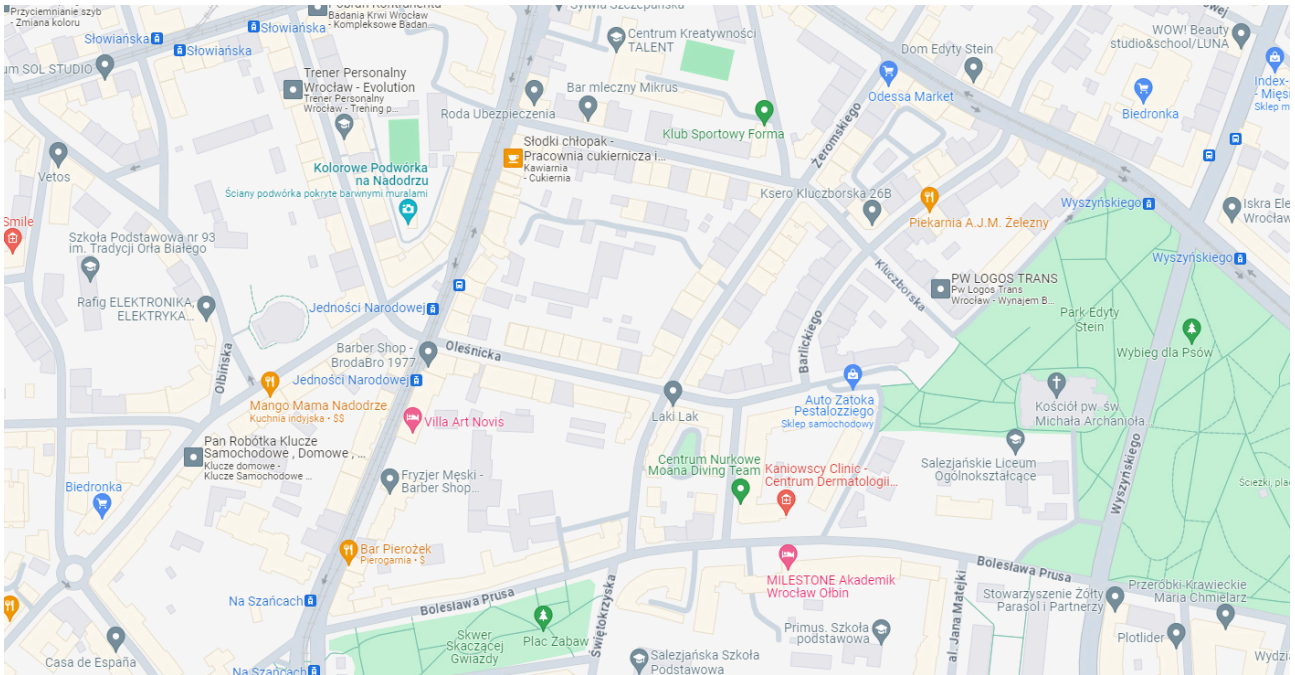 Przyciemnianie szyb
- Zmiana koloru
Słowiańska
Słowiańska
Słowiańska
um SOL STUDIO
Badania Krwi Wrocław
- Kompleksowe Badan...
Centrum Kreatywności
TALENT
Dom Edyty Stein
WOW! Beauty
studio&school/LUNA
Index-
- Mięsi
Sklep m
Trener Personalny
Wrocław - Evolution
Trener Personalny
Wrocław - Trening p...
Roda Ubezpieczenia
Bar mleczny Mikrus
Odessa Market
Biedronka
Klub Sportowy Forma
Żeromskiego
Vetos
Kolorowe Podwórka
na Nadodrzu
Ściany podwórka pokryte barwnymi muralami
Słodki chłopak -
Pracownia cukiernicza i...
Kawiarnia
- Cukiernia
Ksero Kluczborska 26B
Piekarnia A.J.M. Żelazny
Wyszyńskiego
Iskra Ele
Wrocław
Smile
Szkoła Podstawowa nr 93
im. Tradycji Orła Białego
Wyszyńskiego
Kluczborska
PW LOGOS TRANS
Pw Logos Trans
Wrocław - Wynajem B...
Rafig ELEKTRONIKA,
ELEKTRYKA...
Jedności Narodowej
Park Edyty
Stein
Barlickiego
Wybieg dla Psów
Ołbińska
Barber Shop -
BrodaBro 1977
Oleśnicka
Jedności Narodowej
Mango Mama Nadodrze
Kuchnia indyjska • $$
Villa Art Novis
Laki Lak
Auto Zatoka
Pestalozziego
Sklep samochodowy
Kościół pw. św.
Michała Archanioła...
Pan Robótka Klucze
Samochodowe , Domowe , ...
Klucze domowe -
Klucze Samochodowe ...
Biedronka
Fryzjer Męski -
Barber Shop...
Centrum Nurkowe
Moana Diving Team
Kaniowscy Clinic -
Centrum Dermatologii...
Salezjańskie Liceum
Ogólnokształcące
Wyszyńskiego
Ścieżki, plac
Bar Pierożek
Pierogarnia • $
MILESTONE Akademik
Wrocław Ołbin
Bolesława Prusa
Na Szańcach
Bolesława Prusa
Świętokrzyska
al. Jana Matejki
Stowarzyszenie Żółty
Parasol i Partnerzy
Przeróbki Krawieckie
Maria Chmielarz
Skwer
Skaczącej
Gwiazdy
Plac Zabaw
Primus. Szkoła
podstawowa
Plotlider
Casa de España
Na Szańcach
Salezjańska Szkoła
Podstawowa
Wydzia